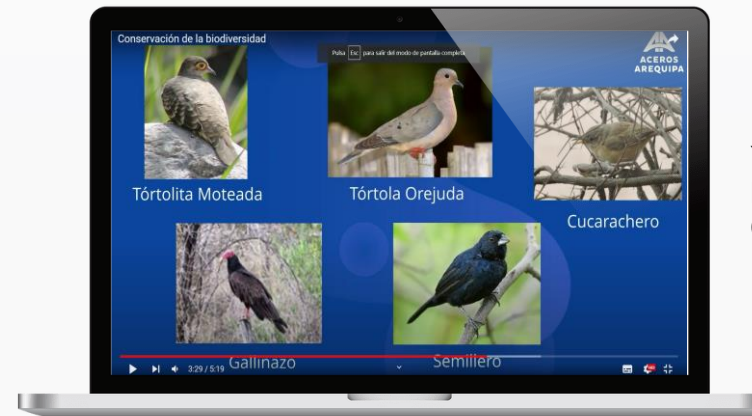 Conservación de la biodiversidad
Pulsa Esc para salir del modo de pantalla completa
ACEROS
AREQUIPA
Tórtolita Moteada
Tórtola Orejuda
Cucarachero
Gallinazo
Semillero
3:29 / 5:19